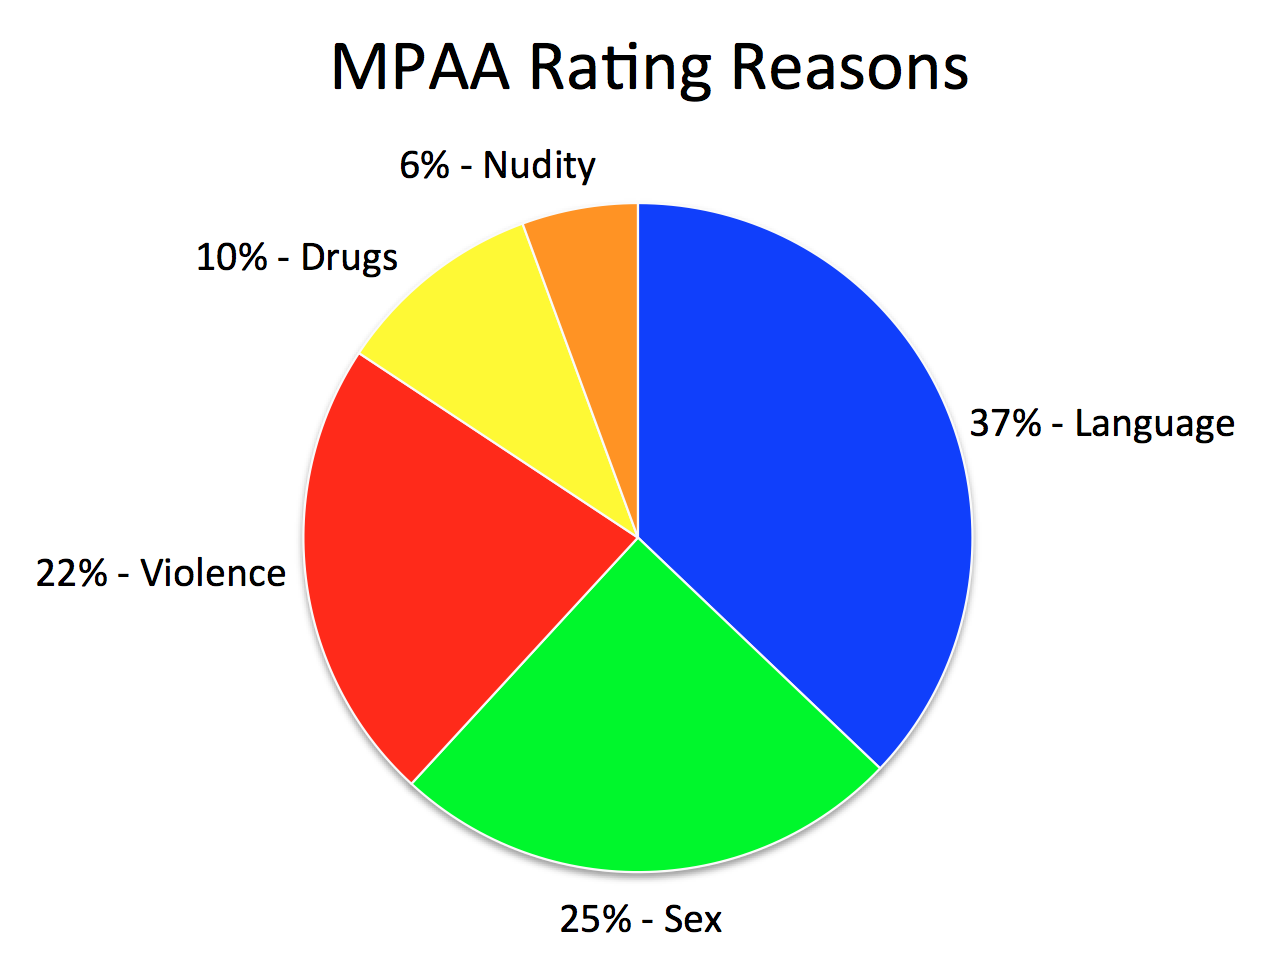 MPAA Rating Reasons
6% - Nudity
10% - Drugs
37% - Language
22% - Violence
25% - Sex